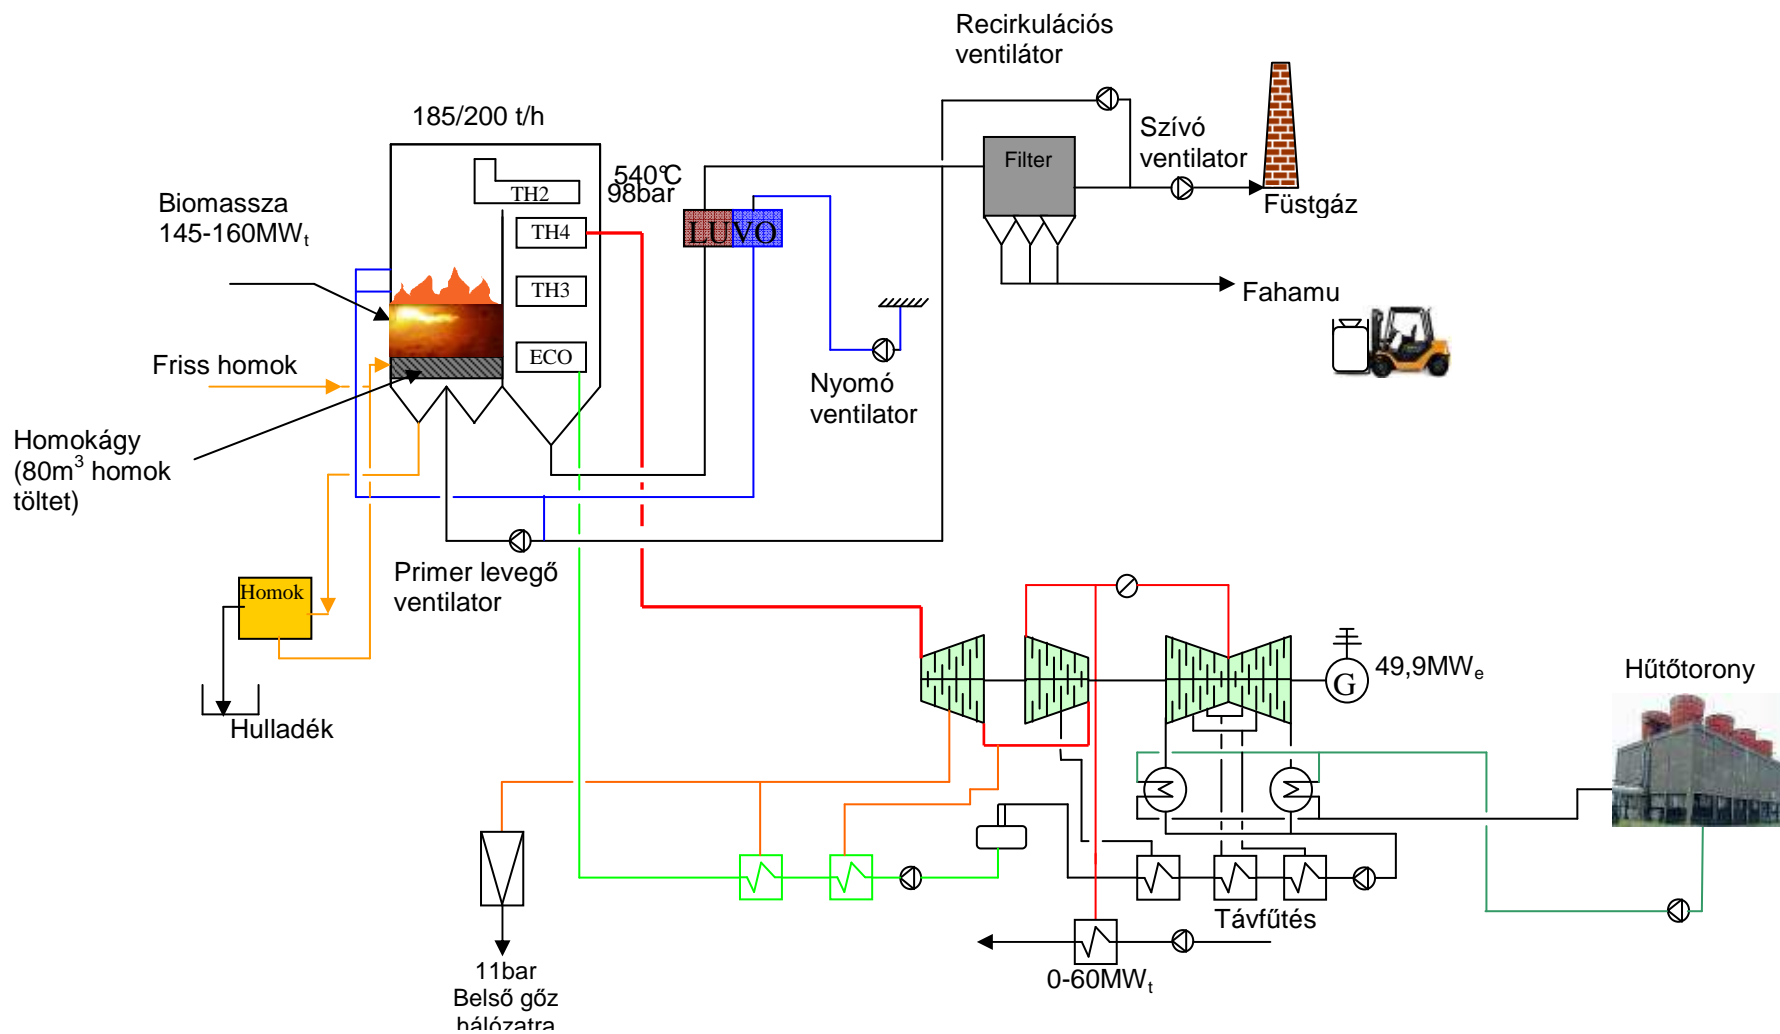 Recirkulációs
ventilátor
185/200 t/h
Szívó
ventilator
Filter
540°C
98bar
TH2
Biomassza
145-160MWt
TH4
LUVO
Füstgáz
TH3
Fahamu
ECO
Friss homok
Nyomó
ventilator
Homokágy
(80m³ homok
töltet)
Primer levegő
ventilator
Homok
Hulladék
G
49,9MWe
Hűtőtorony
Távfűtés
0-60MWt
11bar
Belső gőz
hálózatra